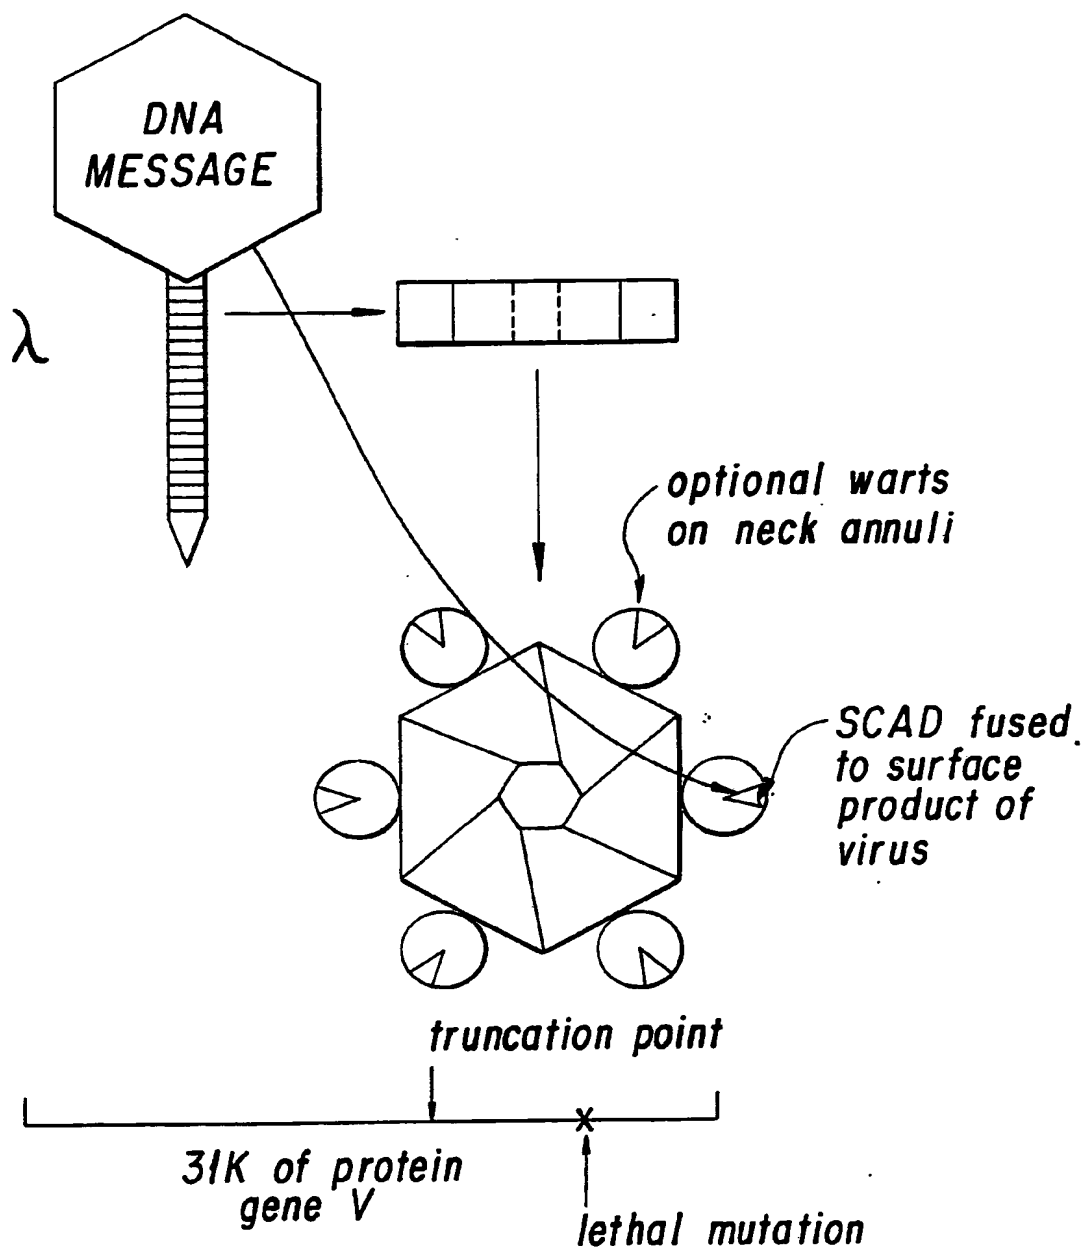 DNA
MESSAGE
λ
optional warts
on neck annuli
SCAD fused
to surface
product of
virus
truncation point
x
31K of protein
gene V
lethal mutation